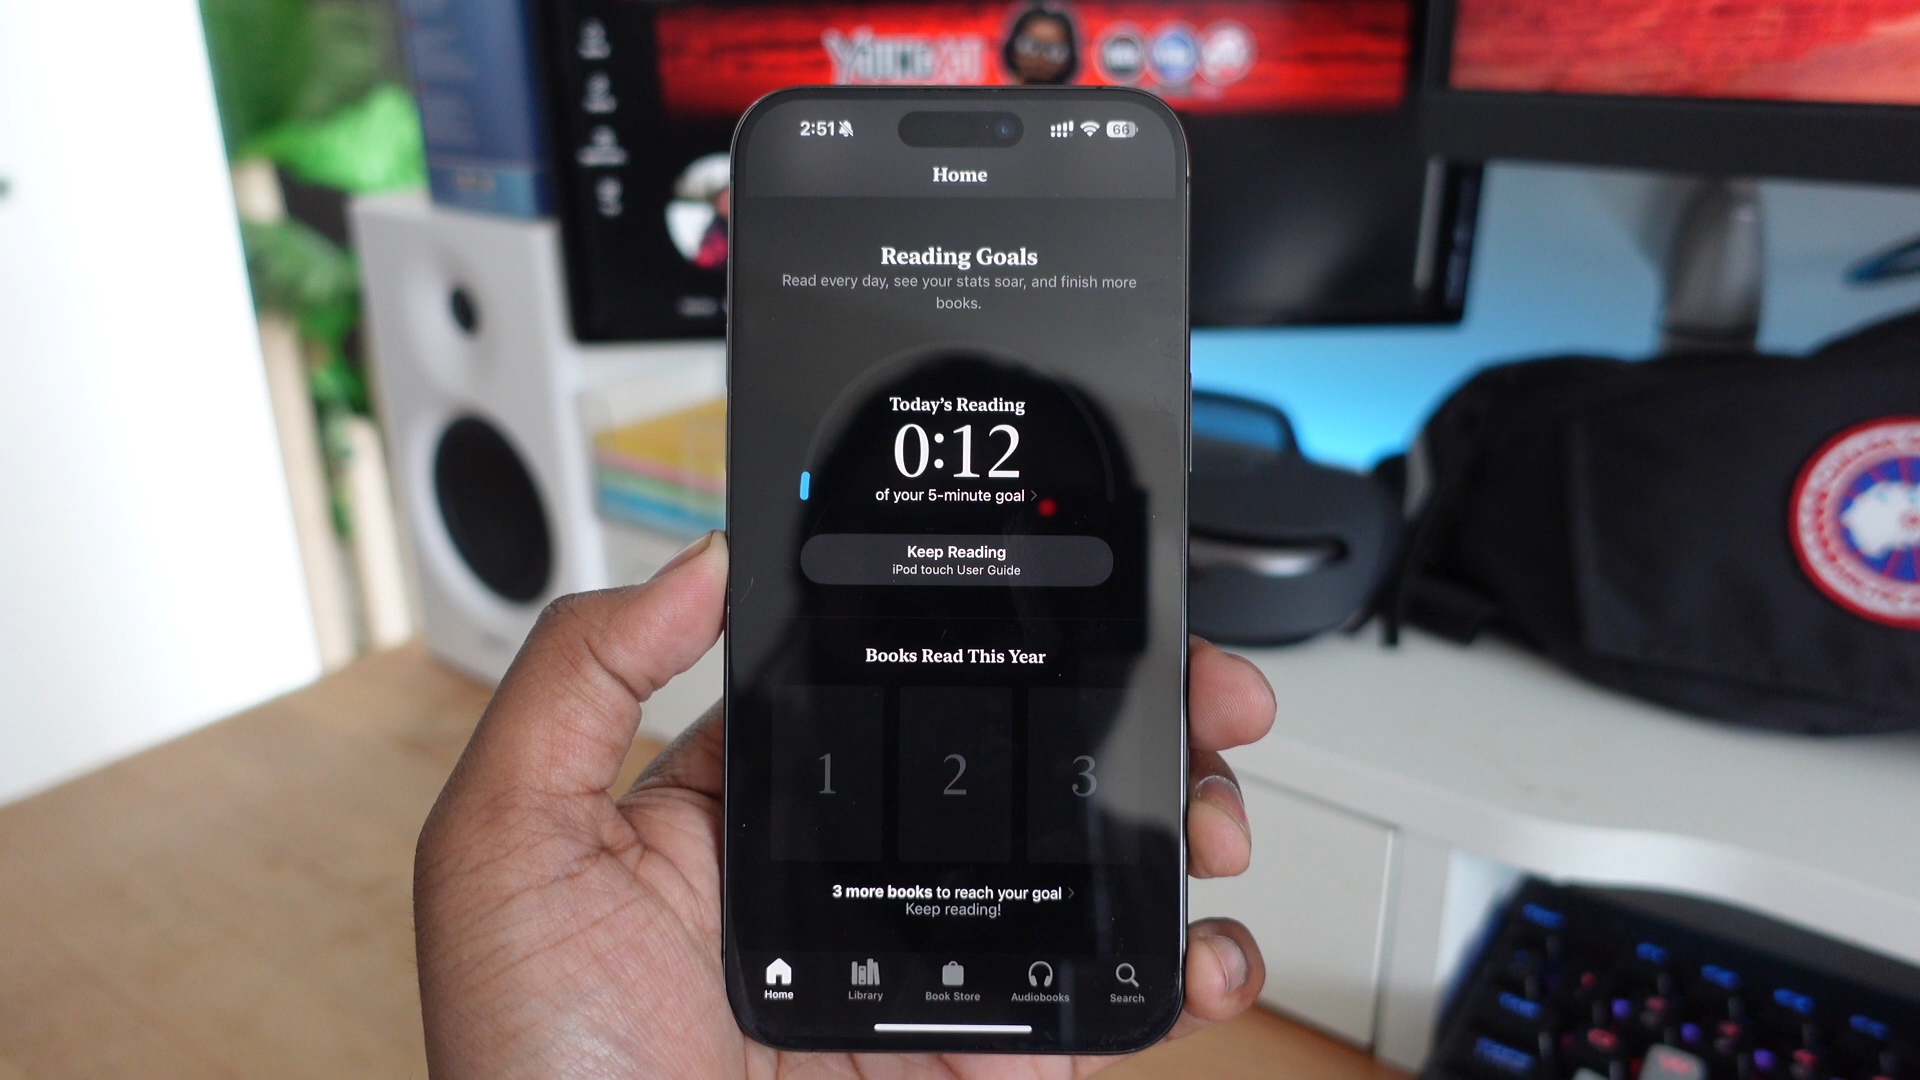 2:51
66
Home
Reading Goals
Read every day, see your stats soar, and finish more
books.
Today’s Reading
0:12
of your 5-minute goal
Keep Reading
iPod touch User Guide
Books Read This Year
1 2 3
3 more books to reach your goal
Keep reading!
Home Library Book Store Audiobooks Search